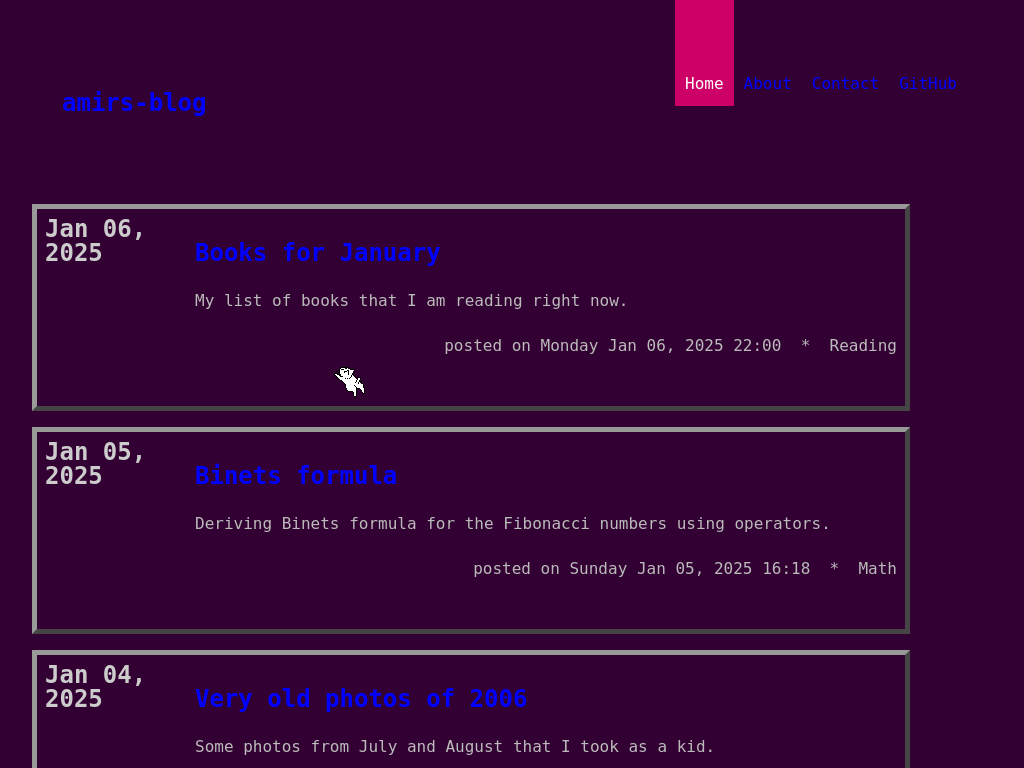 amirs-blog
Home About Contact GitHub
Jan 06,
2025
Books for January
My list of books that I am reading right now.
posted on Monday Jan 06, 2025 22:00 * Reading
Jan 05,
2025
Binets formula
Deriving Binets formula for the Fibonacci numbers using operators.
posted on Sunday Jan 05, 2025 16:18 * Math
Jan 04,
2025
Very old photos of 2006
Some photos from July and August that I took as a kid.